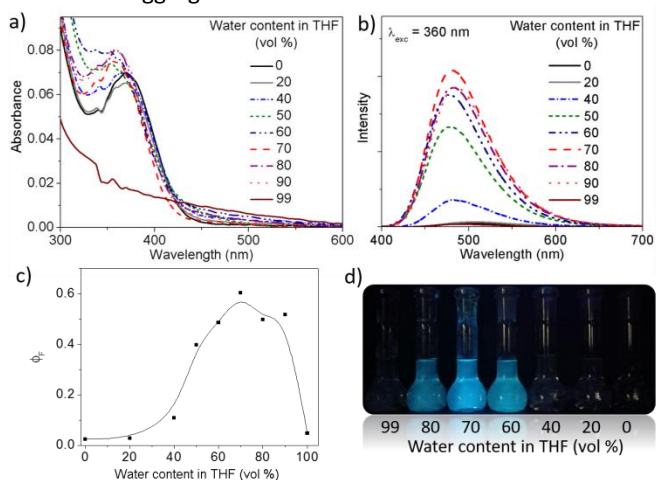 a)
Water content in THF
(vol %)
0
20
40
50
60
70
80
90
99
0.08
0.06
0.04
0.02
0.00
Absorbance
300 400 500 600
Wavelength (nm)
b)
λexc = 360 nm
Water content in THF
(vol %)
0
20
40
50
60
70
80
90
99
Intensity
400 500 600 700
Wavelength (nm)
c)
0.6
0.4
0.2
0.0
ϕF
0 20 40 60 80 100
Water content in THF (vol %)
d)
99 80 70 60 40 20 0
Water content in THF (vol %)